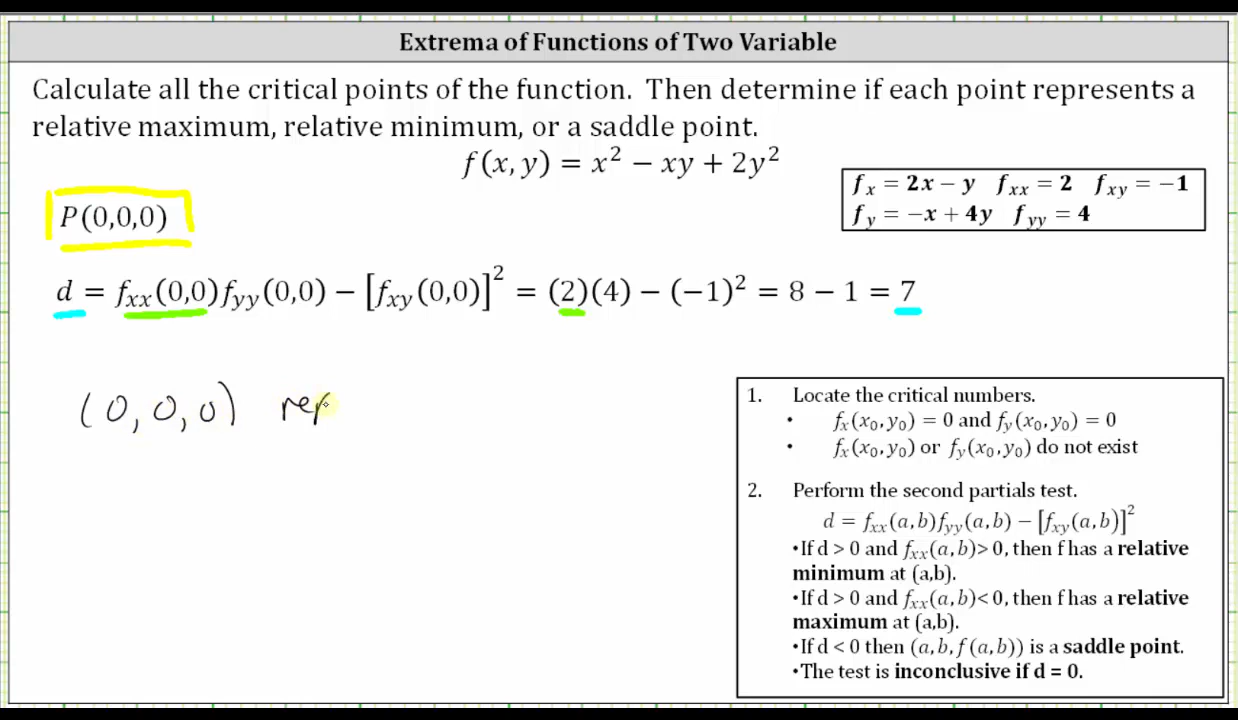 Extrema of Functions of Two Variable
Calculate all the critical points of the function. Then determine if each point represents a
relative maximum, relative minimum, or a saddle point.
f(x, y) = x² − xy + 2y²
f_x = 2x − y f_xx = 2 f_xy = −1
f_y = −x + 4y f_yy = 4
P(0,0,0)
d = f_xx(0,0)f_yy(0,0) − [f_xy(0,0)]² = (2)(4) − (−1)² = 8 − 1 = 7
(0, 0, 0) rep
1. Locate the critical numbers.
• f_x(x₀, y₀) = 0 and f_y(x₀, y₀) = 0
• f_x(x₀, y₀) or f_y(x₀, y₀) do not exist
2. Perform the second partials test.
d = f_xx(a, b)f_yy(a, b) − [f_xy(a, b)]²
•If d > 0 and f_xx(a, b)> 0, then f has a relative
minimum at (a,b).
•If d > 0 and f_xx(a, b)< 0, then f has a relative
maximum at (a,b).
•If d < 0 then (a, b, f(a, b)) is a saddle point.
•The test is inconclusive if d = 0.